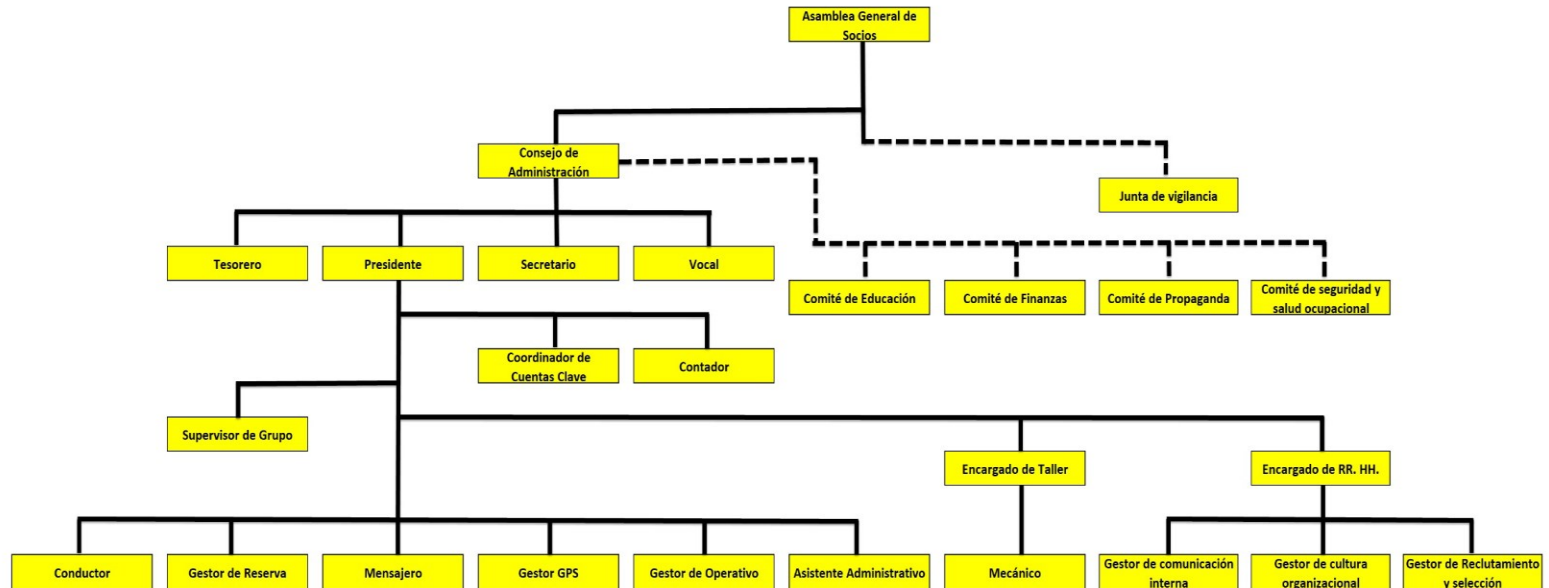 Asamblea General de
Socios
Consejo de
Administración
Junta de vigilancia
Tesorero
Presidente
Secretario
Vocal
Comité de Educación
Comité de Finanzas
Comité de Propaganda
Comité de seguridad y
salud ocupacional
Coordinador de
Cuentas Clave
Contador
Supervisor de Grupo
Encargado de Taller
Encargado de RR. HH.
Conductor
Gestor de Reserva
Mensajero
Gestor GPS
Gestor de Operativo
Asistente Administrativo
Mecánico
Gestor de comunicación
interna
Gestor de cultura
organizacional
Gestor de Reclutamiento
y selección